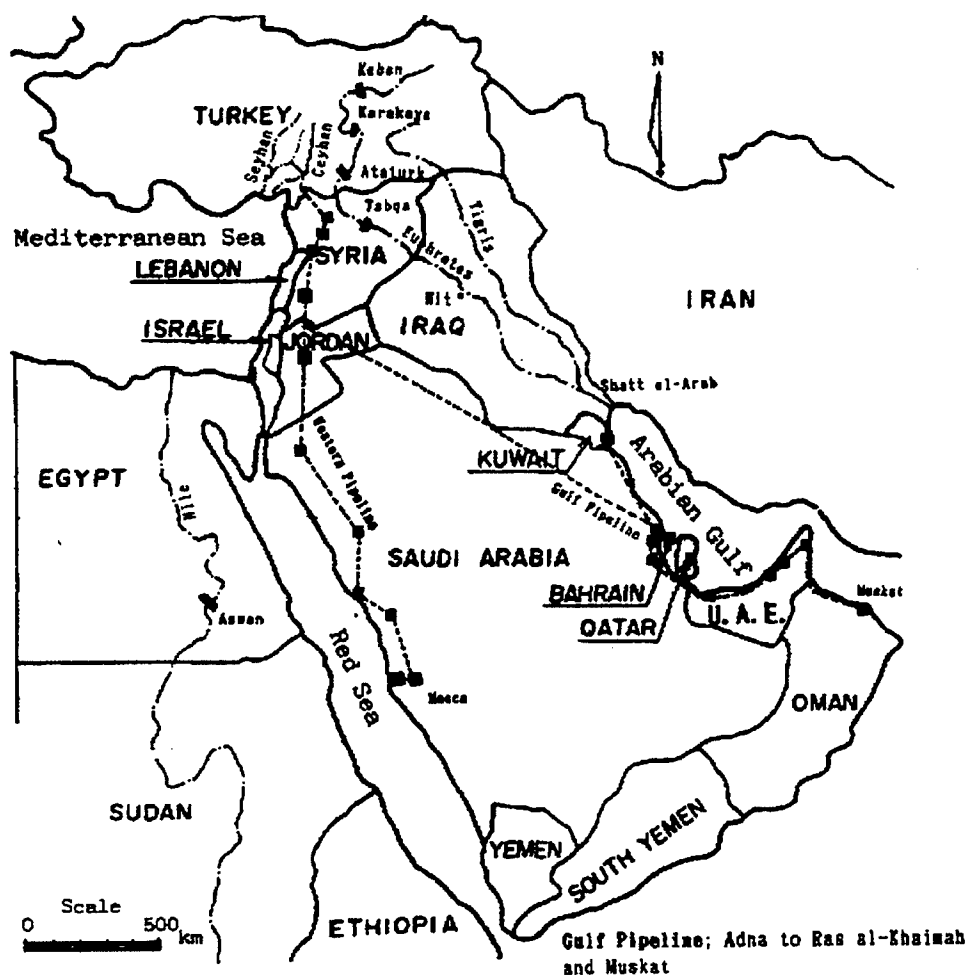 N
Keban
TURKEY
Karakaya
Seyhan
Ceyhan
Ataturk
Tabqa
Mediterranean Sea
SYRIA
Euphrates
Tigris
LEBANON
Hit
IRAN
ISRAEL
JORDAN
IRAQ
Shatt al-Arab
Western Pipeline
KUWAIT
Arabian Gulf
EGYPT
Nile
Gulf Pipeline
SAUDI ARABIA
BAHRAIN
Muskat
QATAR
U. A. E.
Aswan
Red Sea
Mecca
OMAN
SUDAN
YEMEN
SOUTH YEMEN
Scale
0 500 km
ETHIOPIA
Gulf Pipeline; Adna to Ras al-Khaimah
and Muskat